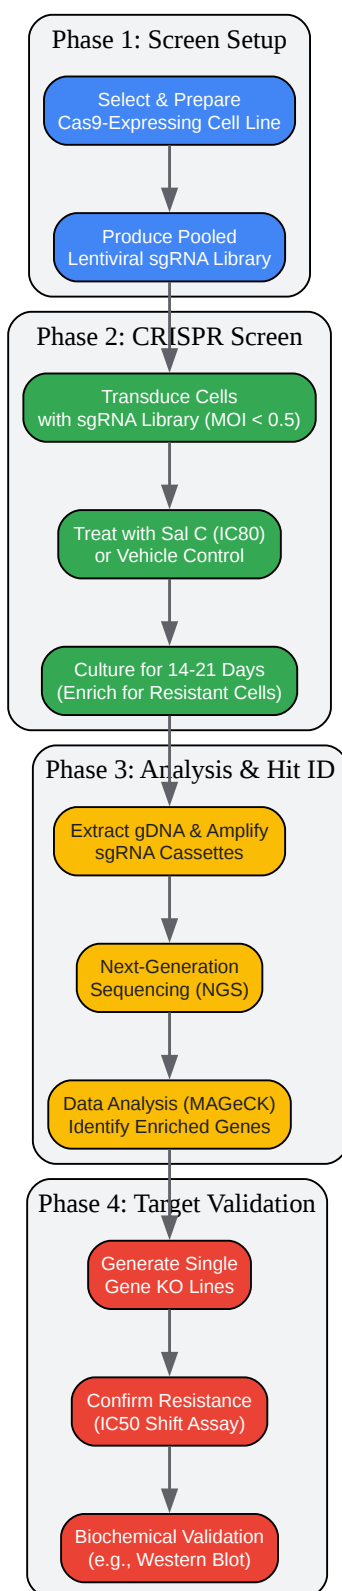 Phase 1: Screen Setup
Select & Prepare
Cas9-Expressing Cell Line
Produce Pooled
Lentiviral sgRNA Library
Phase 2: CRISPR Screen
Transduce Cells
with sgRNA Library (MOI < 0.5)
Treat with Sal C (IC80)
or Vehicle Control
Culture for 14-21 Days
(Enrich for Resistant Cells)
Phase 3: Analysis & Hit ID
Extract gDNA & Amplify
sgRNA Cassettes
Next-Generation
Sequencing (NGS)
Data Analysis (MAGeCK)
Identify Enriched Genes
Phase 4: Target Validation
Generate Single
Gene KO Lines
Confirm Resistance
(IC50 Shift Assay)
Biochemical Validation
(e.g., Western Blot)